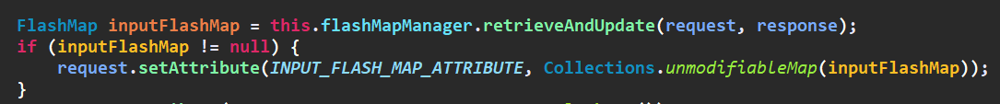 FlashMap inputFlashMap = this.flashMapManager.retrieveAndUpdate(request, response);
if (inputFlashMap != null) {
    request.setAttribute(INPUT_FLASH_MAP_ATTRIBUTE, Collections.unmodifiableMap(inputFlashMap));
}